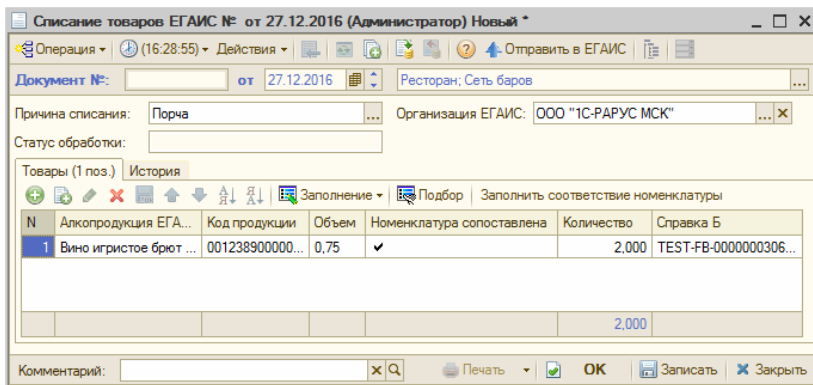 Списание товаров ЕГАИС № от 27.12.2016 (Администратор) Новый *
Операция (16:28:55) Действия Отправить в ЕГАИС
Документ №: от 27.12.2016 Ресторан; Сеть баров ...
Причина списания: Порча ... Организация ЕГАИС: ООО "1С-РАРУС МСК" ...
Статус обработки:
Товары (1 поз.) История
Заполнение Подбор Заполнить соответствие номенклатуры
N Алкопродукция ЕГА... Код продукции Объем Номенклатура сопоставлена Количество Справка Б
1 Вино игристое брют ... 001238900000... 0,75 ✔ 2,000 TEST-FB-0000000306...
2,000
Комментарий: Печать OK Записать Закрыть